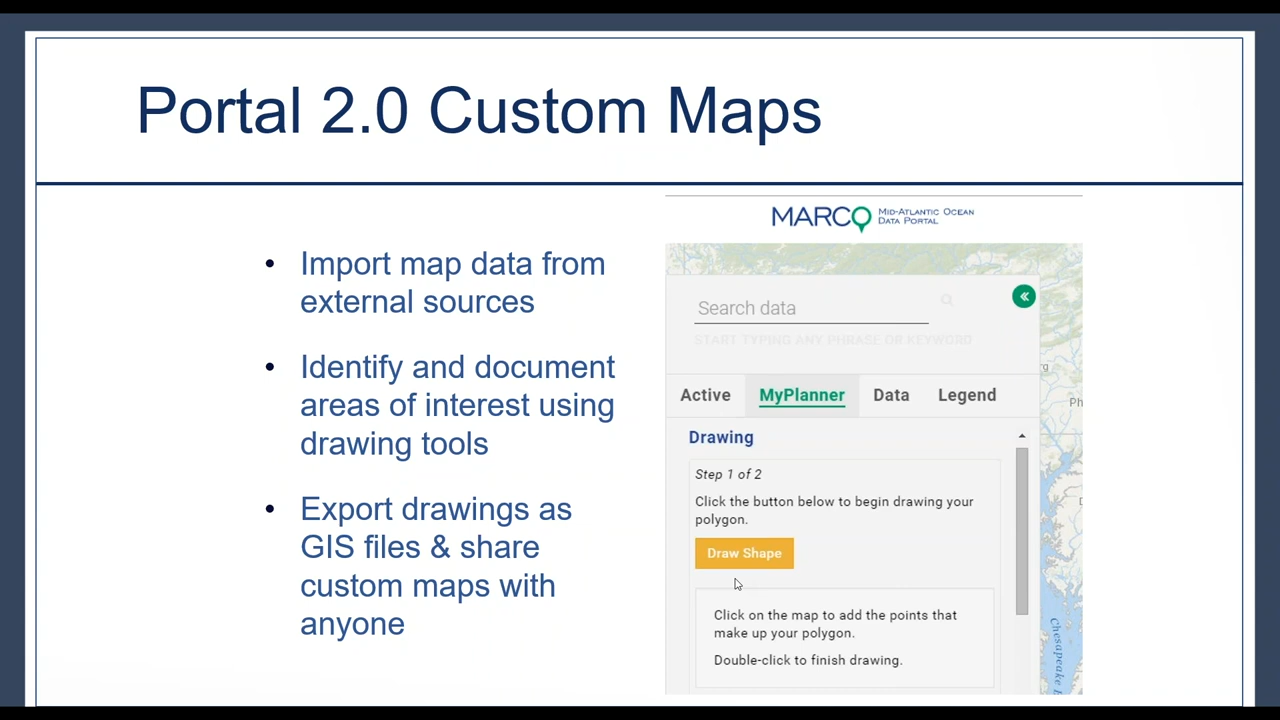 Portal 2.0 Custom Maps
• Import map data from
external sources
• Identify and document
areas of interest using
drawing tools
• Export drawings as
GIS files & share
custom maps with
anyone
MARCO MID-ATLANTIC OCEAN
DATA PORTAL
Search data
START TYPING ANY PHRASE OR KEYWORD
Active MyPlanner Data Legend
Drawing
Step 1 of 2
Click the button below to begin drawing your
polygon.
Draw Shape
Click on the map to add the points that
make up your polygon.
Double-click to finish drawing.
rg
Ph
Chesapeake